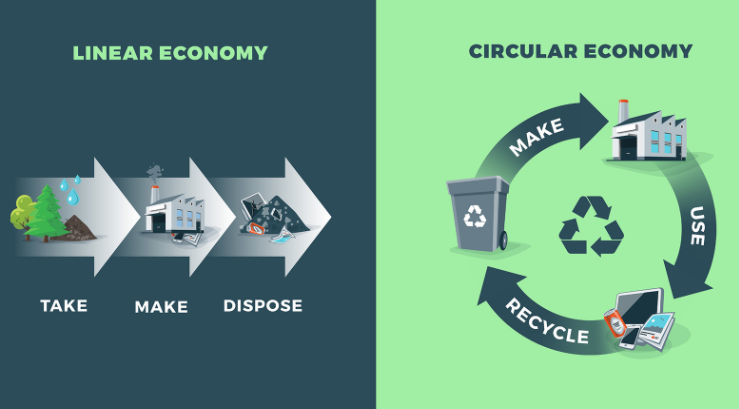 LINEAR ECONOMY
TAKE
MAKE
DISPOSE
CIRCULAR ECONOMY
MAKE
USE
RECYCLE